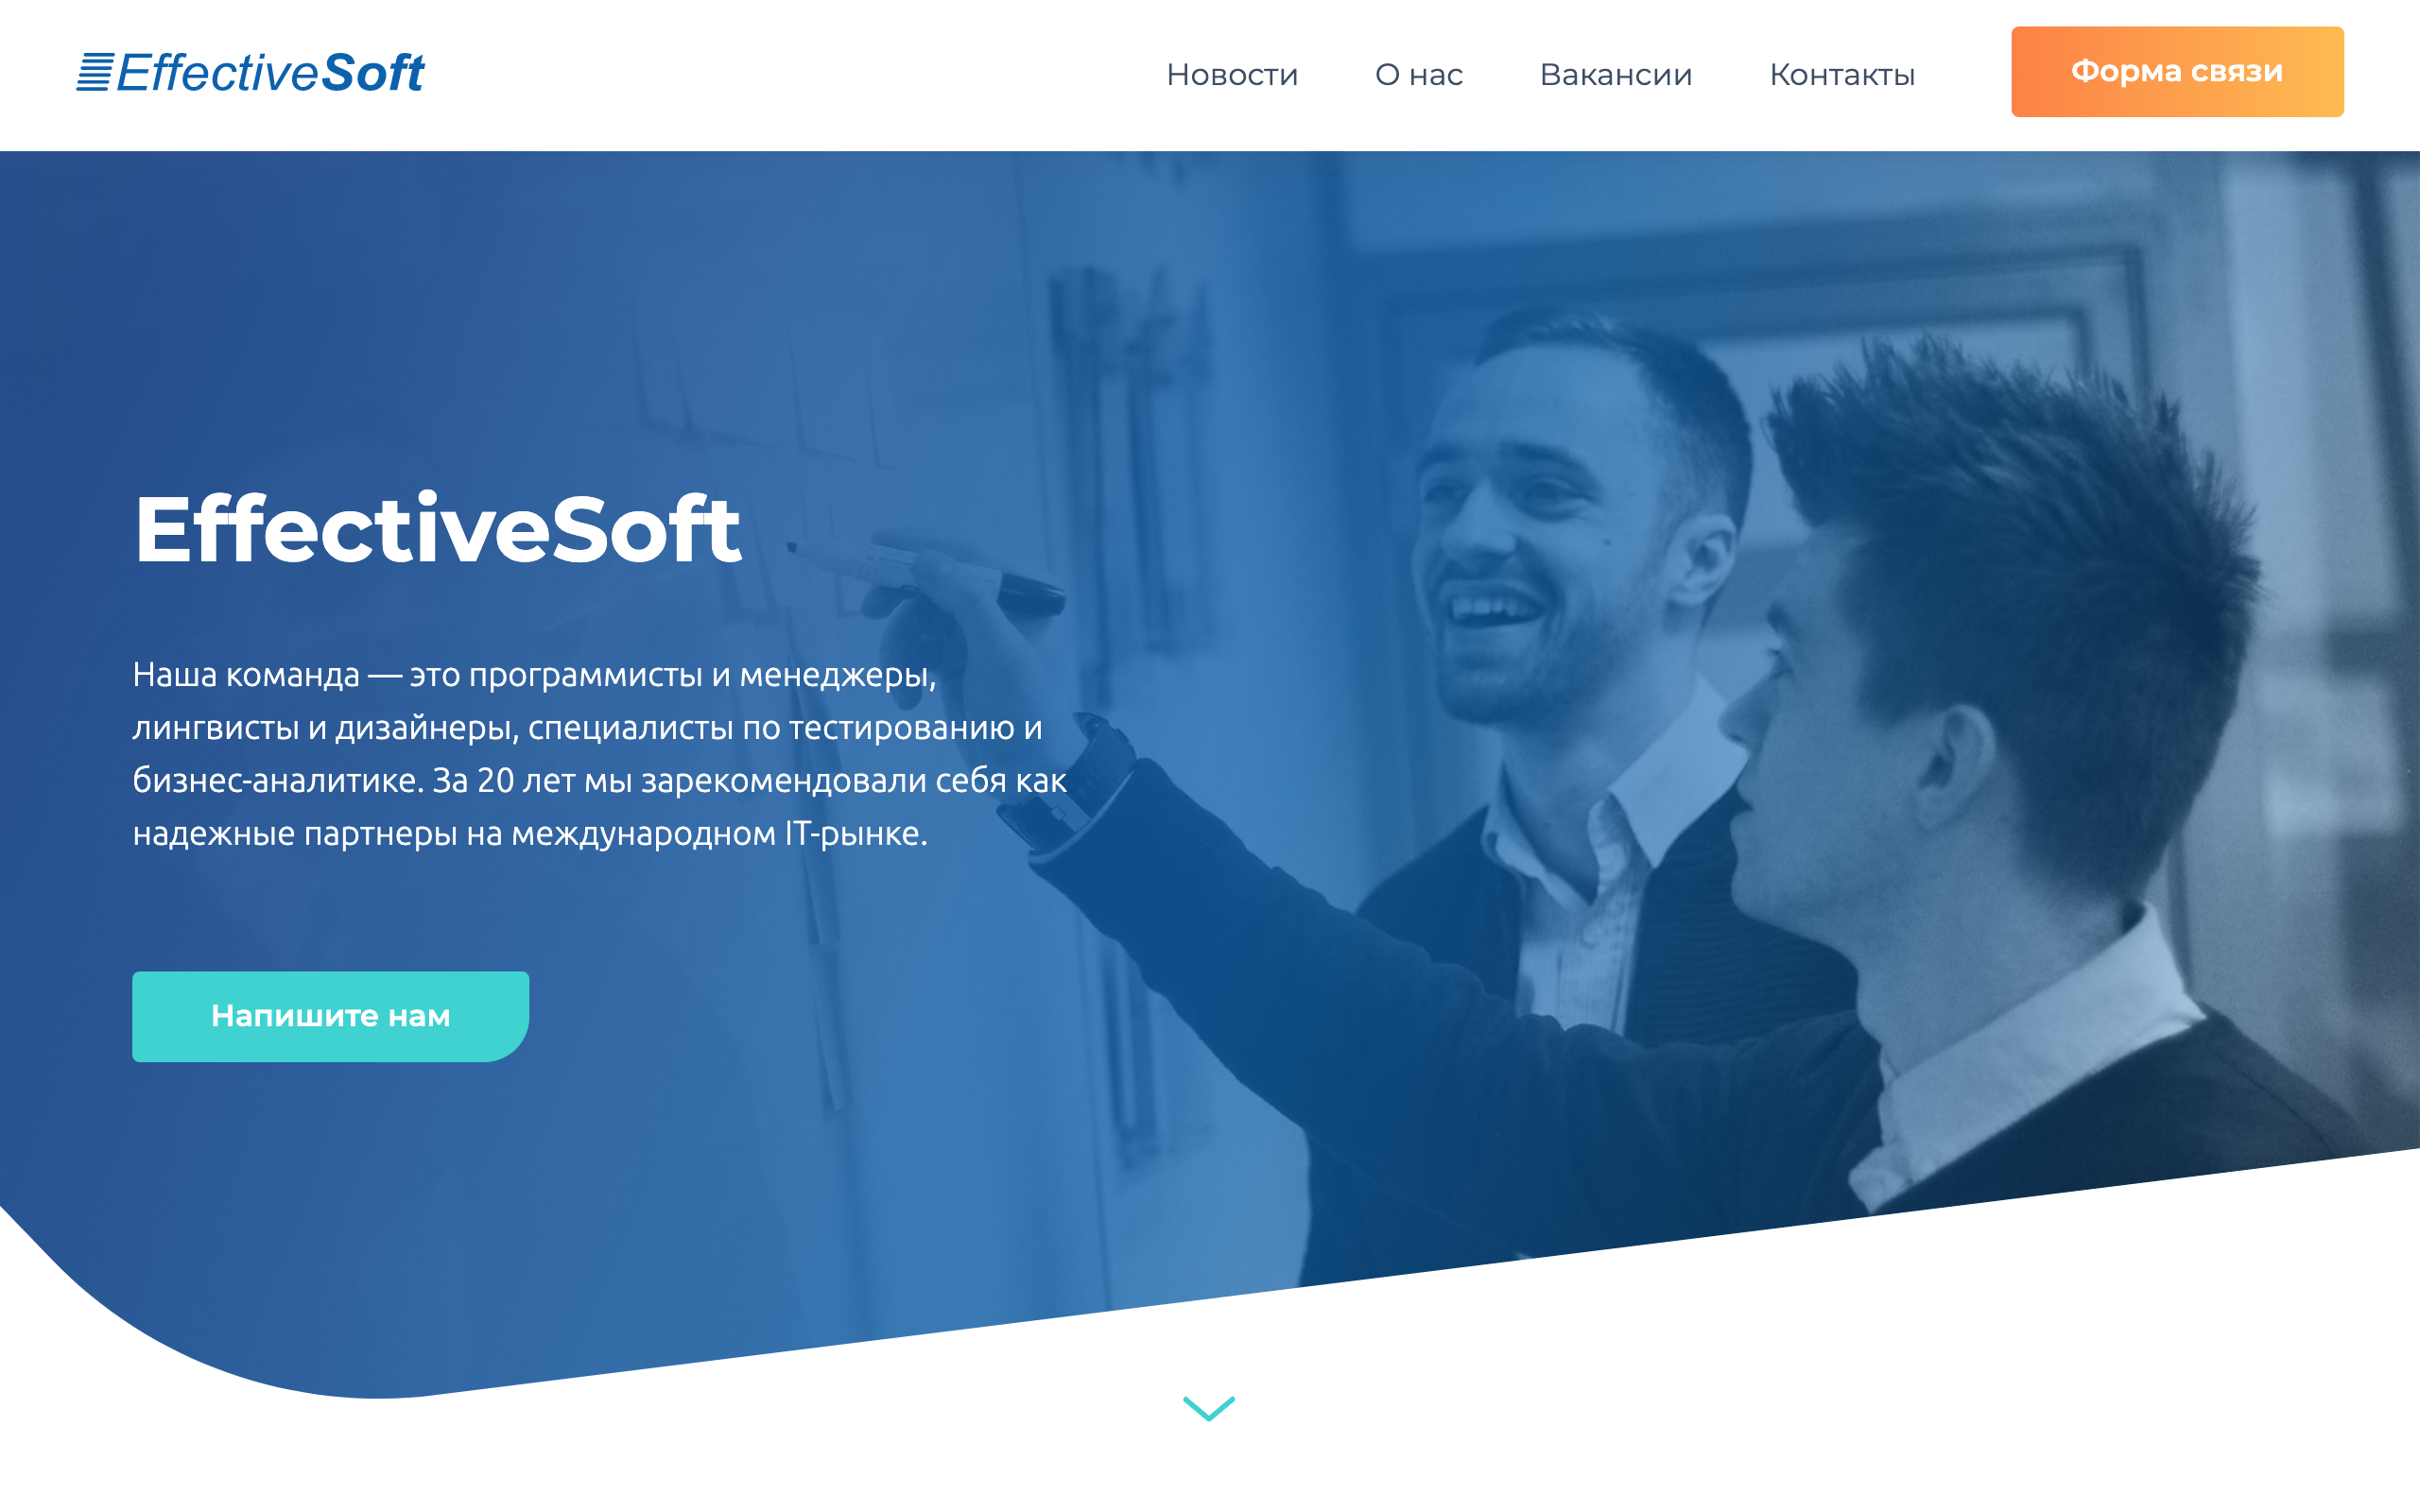 EffectiveSoft
Новости
О нас
Вакансии
Контакты
Форма связи
EffectiveSoft
Наша команда — это программисты и менеджеры,
лингвисты и дизайнеры, специалисты по тестированию и
бизнес-аналитике. За 20 лет мы зарекомендовали себя как
надежные партнеры на международном IT-рынке.
Напишите нам